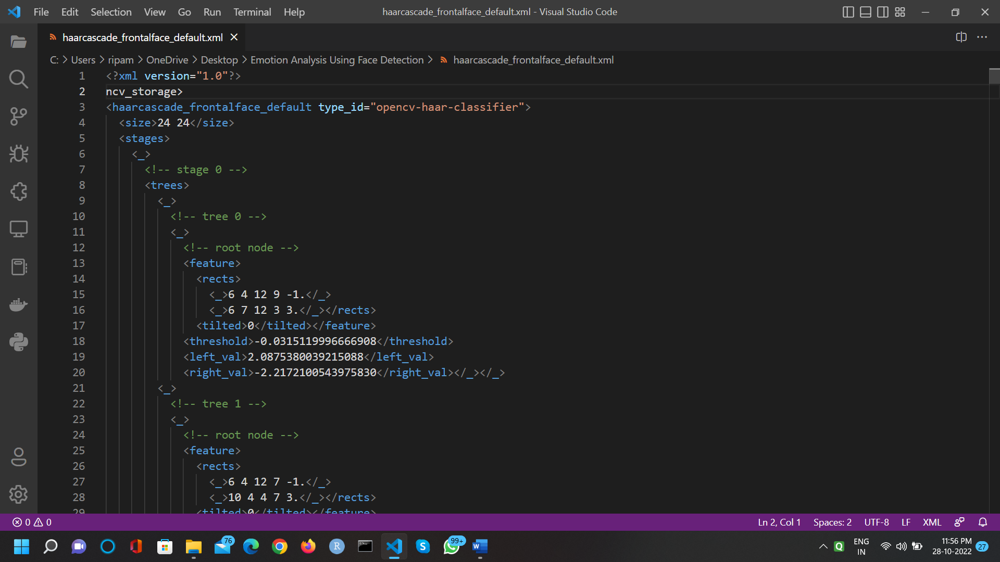 File Edit Selection View Go Run Terminal Help
haarcascade_frontalface_default.xml - Visual Studio Code
haarcascade_frontalface_default.xml
C: > Users > ripam > OneDrive > Desktop > Emotion Analysis Using Face Detection > haarcascade_frontalface_default.xml
1 <?xml version="1.0"?>
2 ncv_storage>
3 <haarcascade_frontalface_default type_id="opencv-haar-classifier">
4 <size>24 24</size>
5 <stages>
6 <_>
7 <!-- stage 0 -->
8 <trees>
9 <_>
10 <!-- tree 0 -->
11 <_>
12 <!-- root node -->
13 <feature>
14 <rects>
15 <_>6 4 12 9 -1.</_>
16 <_>6 7 12 3 3.</_></rects>
17 <tilted>0</tilted></feature>
18 <threshold>-0.0315119996666908</threshold>
19 <left_val>2.0875380039215088</left_val>
20 <right_val>-2.2172100543975830</right_val></_></_>
21 <_>
22 <!-- tree 1 -->
23 <_>
24 <!-- root node -->
25 <feature>
26 <rects>
27 <_>6 4 12 7 -1.</_>
28 <_>10 4 4 7 3.</_></rects>
29 <tilted>0</tilted></feature>
0 0
Ln 2, Col 1 Spaces: 2 UTF-8 LF XML
76
R
S
99+
W
Q
ENG
IN
11:56 PM
28-10-2022
27